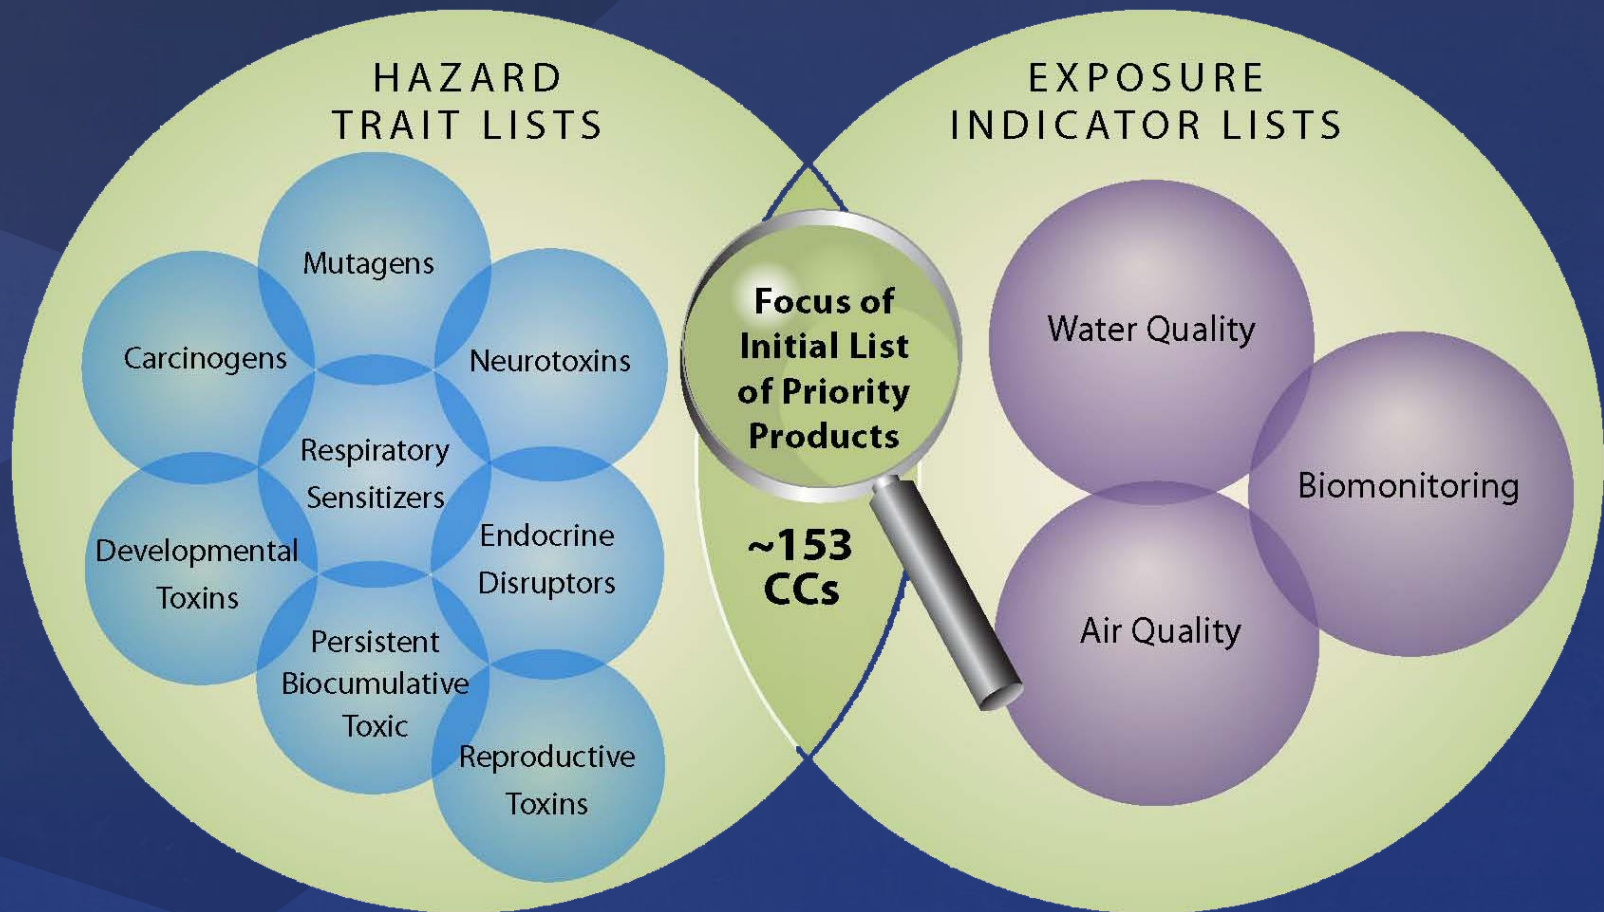 HAZARD
TRAIT LISTS
Mutagens
Carcinogens
Neurotoxins
Respiratory
Sensitizers
Developmental
Toxins
Endocrine
Disruptors
Persistent
Biocumulative
Toxic
Reproductive
Toxins
Focus of
Initial List
of Priority
Products
~153
CCs
EXPOSURE
INDICATOR LISTS
Water Quality
Biomonitoring
Air Quality